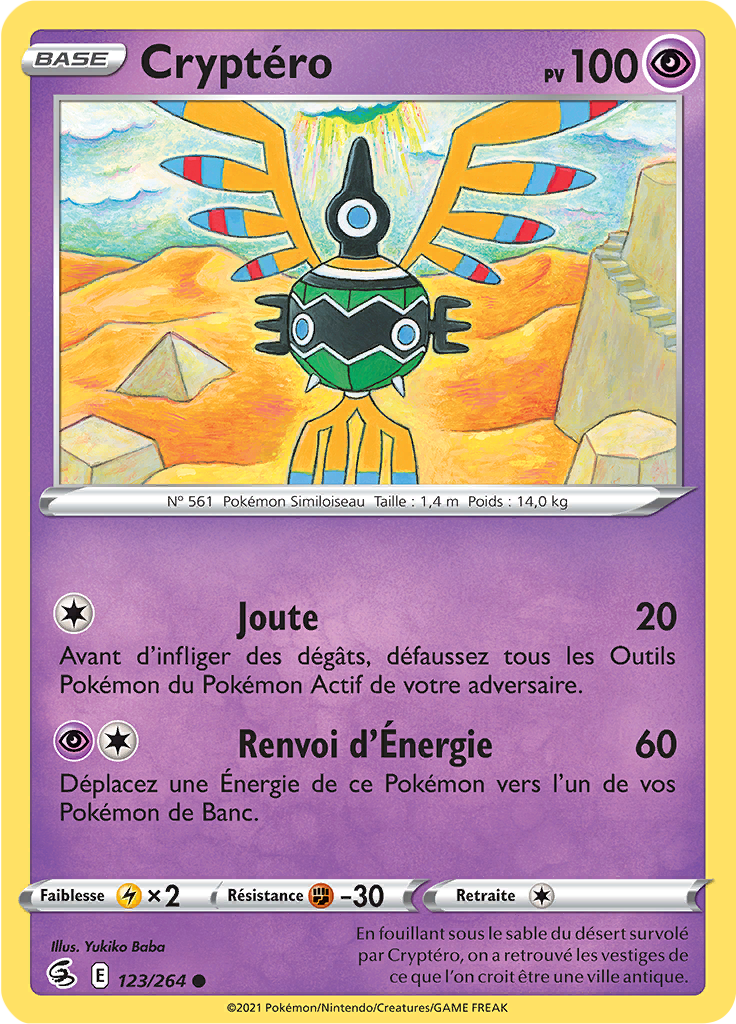 BASE
Cryptéro
PV 100
Nº 561 Pokémon Similoiseau Taille : 1,4 m Poids : 14,0 kg
Joute 20
Avant d'infliger des dégâts, défaussez tous les Outils
Pokémon du Pokémon Actif de votre adversaire.
Renvoi d'Énergie 60
Déplacez une Énergie de ce Pokémon vers l'un de vos
Pokémon de Banc.
Faiblesse ×2 Résistance -30 Retraite
Illus. Yukiko Baba
En fouillant sous le sable du désert survolé
par Cryptéro, on a retrouvé les vestiges de
ce que l'on croit être une ville antique.
E 123/264
©2021 Pokémon/Nintendo/Creatures/GAME FREAK